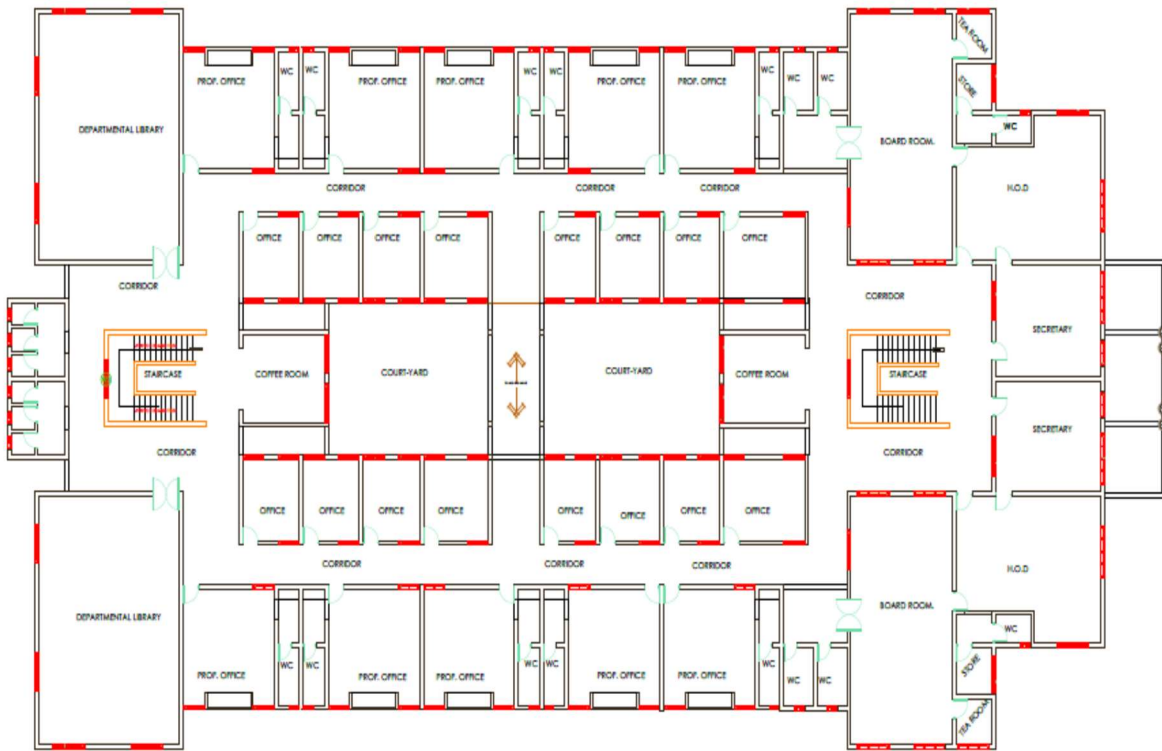 TEA ROOM
WC
WC
WC
WC
WC
WC
WC
PROF. OFFICE
PROF. OFFICE
PROF. OFFICE
PROF. OFFICE
PROF. OFFICE
STORE
DEPARTMENTAL LIBRARY
WC
BOARD ROOM.
CORRIDOR
CORRIDOR
CORRIDOR
H.O.D
OFFICE
OFFICE
OFFICE
OFFICE
OFFICE
OFFICE
OFFICE
OFFICE
CORRIDOR
CORRIDOR
SECRETARY
STAIRCASE
COFFEE ROOM
COURT-YARD
COURT-YARD
COFFEE ROOM
STAIRCASE
SECRETARY
CORRIDOR
CORRIDOR
OFFICE
OFFICE
OFFICE
OFFICE
OFFICE
OFFICE
OFFICE
OFFICE
CORRIDOR
CORRIDOR
CORRIDOR
H.O.D
DEPARTMENTAL LIBRARY
BOARD ROOM.
WC
WC
WC
WC
WC
WC
WC
WC
PROF. OFFICE
PROF. OFFICE
PROF. OFFICE
PROF. OFFICE
PROF. OFFICE
STORE
TEA ROOM